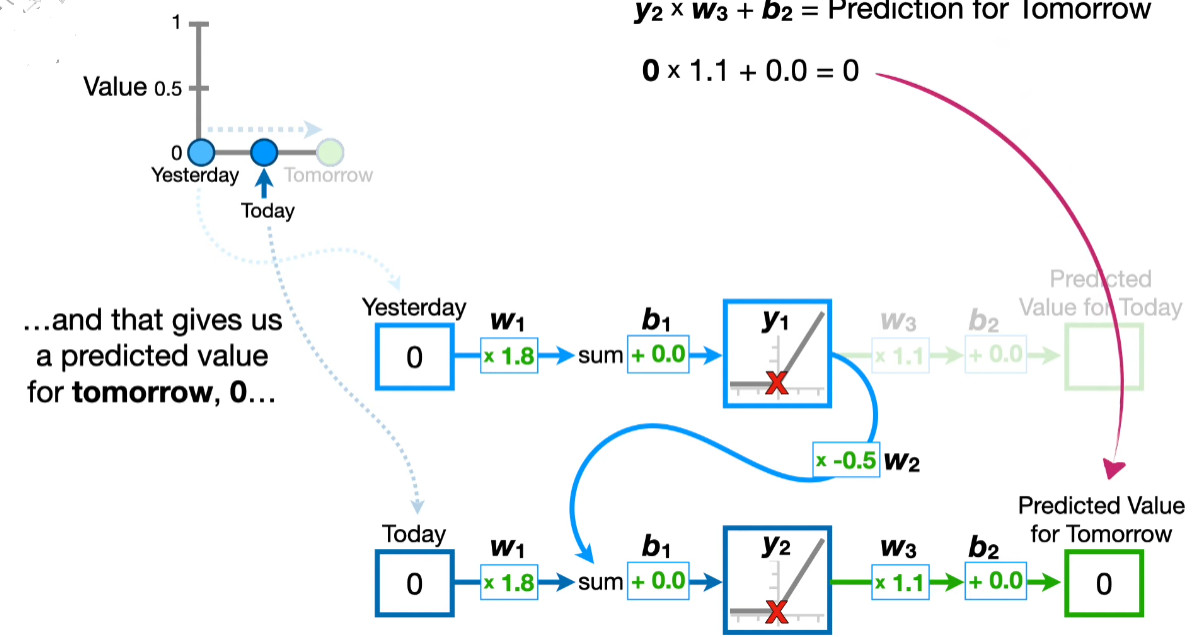 y₂ x w₃ + b₂ = Prediction for Tomorrow
0 x 1.1 + 0.0 = 0
1
Value 0.5
0
Yesterday
Tomorrow
Today
...and that gives us
a predicted value
for tomorrow, 0...
Predicted
Value for Today
Yesterday
w₁
b₁
y₁
w₃
b₂
0
x 1.8
sum
+ 0.0
x 1.1
+ 0.0
x -0.5
w₂
Predicted Value
for Tomorrow
Today
w₁
b₁
y₂
w₃
b₂
0
x 1.8
sum
+ 0.0
x 1.1
+ 0.0
0